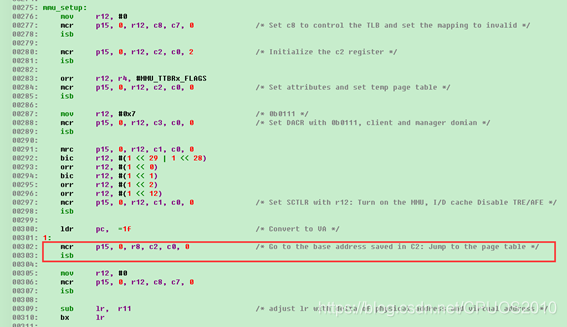 00275: mmu_setup:
00276: mov r12, #0
00277: mcr p15, 0, r12, c8, c7, 0 /* Set c8 to control the TLB and set the mapping to invalid */
00278: isb
00279:
00280: mcr p15, 0, r12, c2, c0, 2 /* Initialize the c2 register */
00281: isb
00282:
00283: orr r12, r4, #MMU_TTBRx_FLAGS
00284: mcr p15, 0, r12, c2, c0, 0 /* Set attributes and set temp page table */
00285: isb
00286:
00287: mov r12, #0x7 /* 0b0111 */
00288: mcr p15, 0, r12, c3, c0, 0 /* Set DACR with 0b0111, client and manager domian */
00289: isb
00290:
00291: mrc p15, 0, r12, c1, c0, 0
00292: bic r12, #(1 << 29 | 1 << 28)
00293: orr r12, #(1 << 0)
00294: bic r12, #(1 << 1)
00295: orr r12, #(1 << 2)
00296: orr r12, #(1 << 12)
00297: mcr p15, 0, r12, c1, c0, 0 /* Set SCTLR with r12: Turn on the MMU, I/D cache Disable TRE/AFE */
00298: isb
00299:
00300: ldr pc, =1f /* Convert to VA */
00301: 1:
00302: mcr p15, 0, r8, c2, c0, 0 /* Go to the base address saved in C2: Jump to the page table */
00303: isb
00304:
00305: mov r12, #0
00306: mcr p15, 0, r12, c8, c7, 0
00307: isb
00308:
00309: sub lr, r11 /* adjust lr with delta of physical address and virtual address */
00310: bx lr